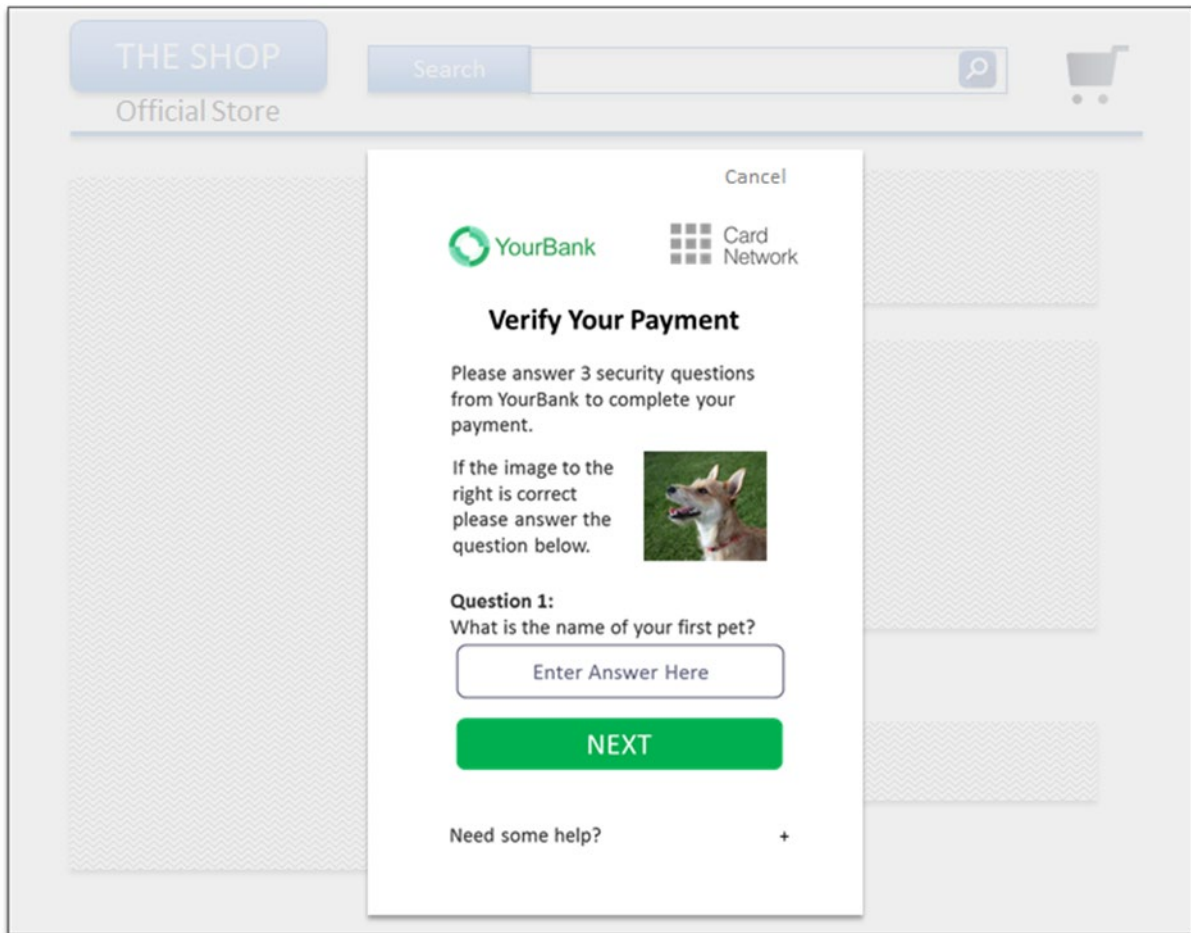 THE SHOP
Official Store
Search
Cancel
YourBank
Card
Network
Verify Your Payment
Please answer 3 security questions
from YourBank to complete your
payment.
If the image to the
right is correct
please answer the
question below.
Question 1:
What is the name of your first pet?
Enter Answer Here
NEXT
Need some help? +